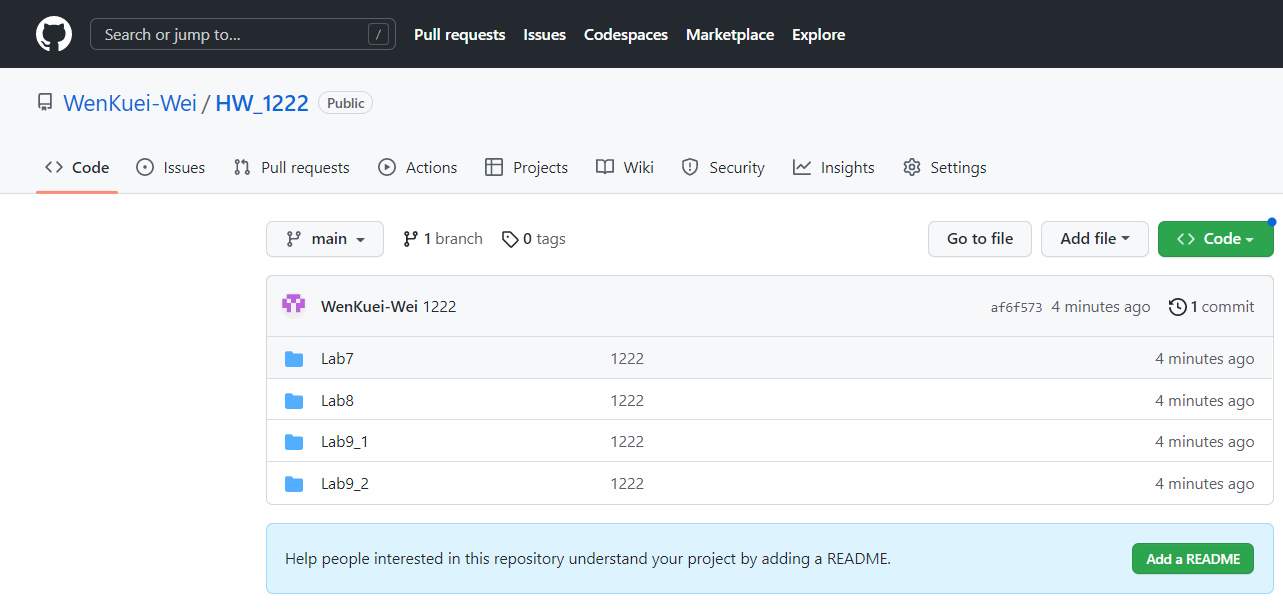 Search or jump to... / Pull requests Issues Codespaces Marketplace Explore
WenKuei-Wei / HW_1222 Public
Code Issues Pull requests Actions Projects Wiki Security Insights Settings
main 1 branch 0 tags Go to file Add file Code
WenKuei-Wei 1222 af6f573 4 minutes ago 1 commit
Lab7 1222 4 minutes ago
Lab8 1222 4 minutes ago
Lab9_1 1222 4 minutes ago
Lab9_2 1222 4 minutes ago
Help people interested in this repository understand your project by adding a README. Add a README